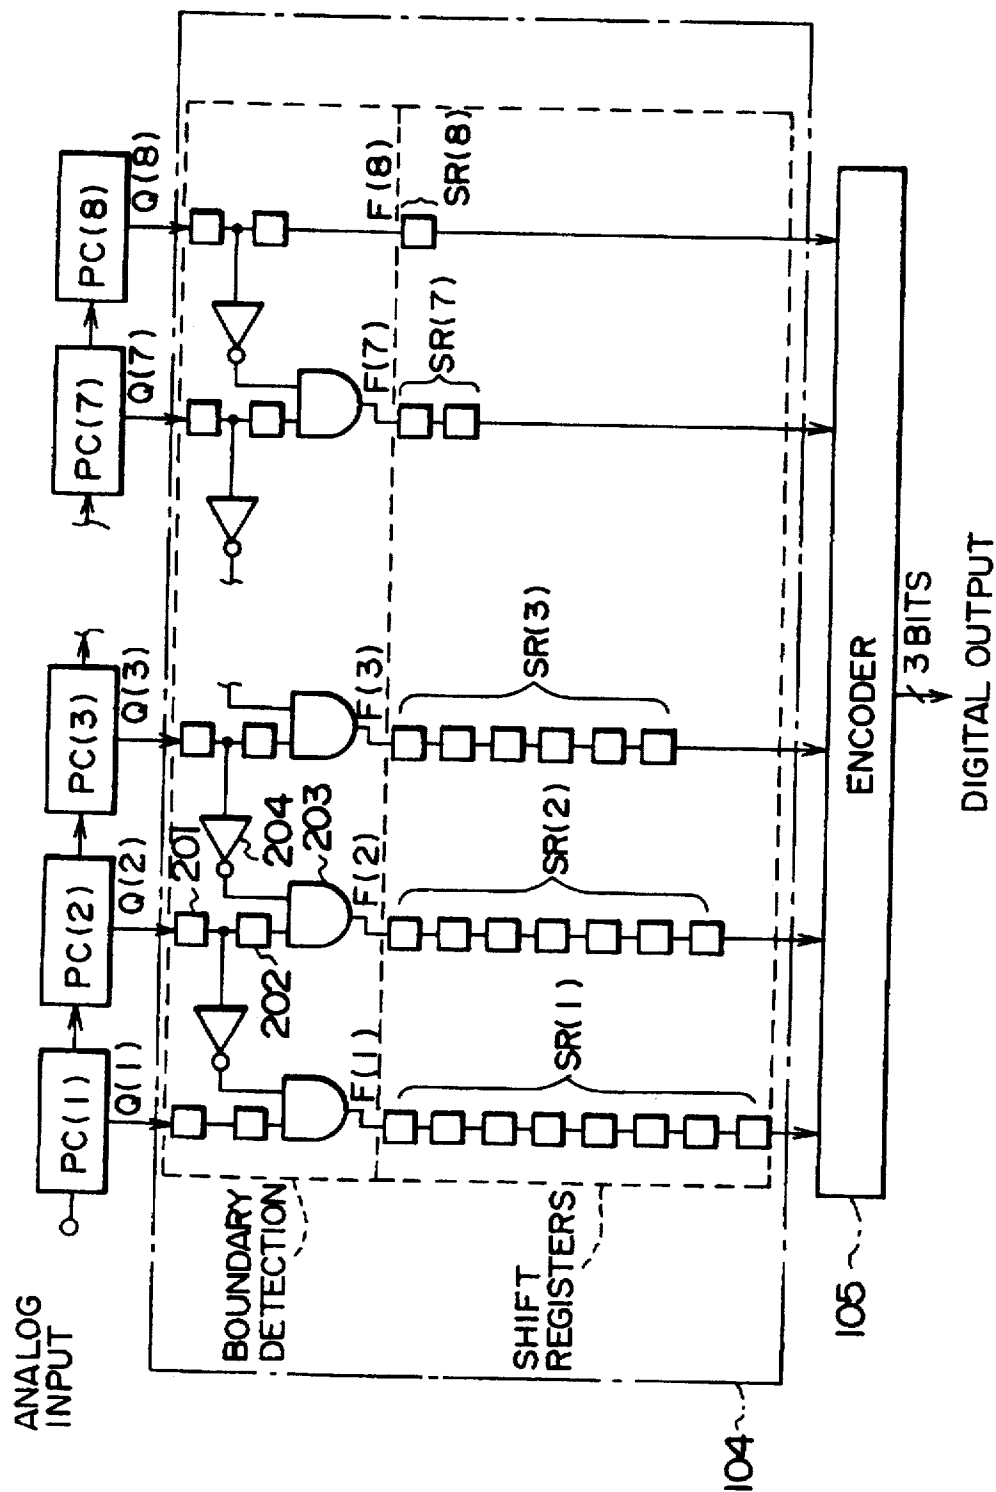 ANALOG
INPUT
PC(1)
PC(2)
PC(3)
PC(7)
PC(8)
Q(1)
Q(2)
Q(3)
Q(7)
Q(8)
201
204
203
202
BOUNDARY
DETECTION
F(1)
F(2)
F(3)
F(7)
F(8)
SHIFT
REGISTERS
SR(1)
SR(2)
SR(3)
SR(7)
SR(8)
104
105
ENCODER
3 BITS
DIGITAL OUTPUT